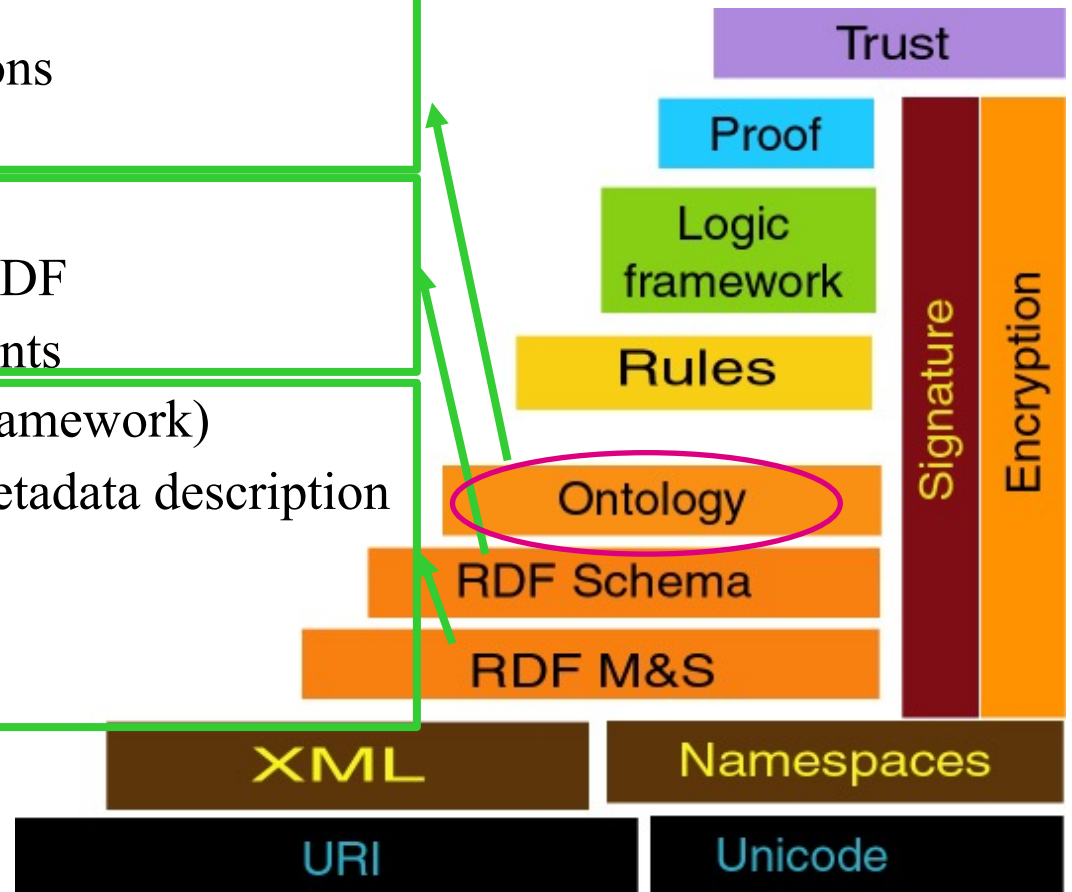 ons
DF
nts
amework)
etadata description
Trust
Proof
Logic
framework
Rules
Ontology
RDF Schema
RDF M&S
Signature
Encryption
XML
Namespaces
URI
Unicode